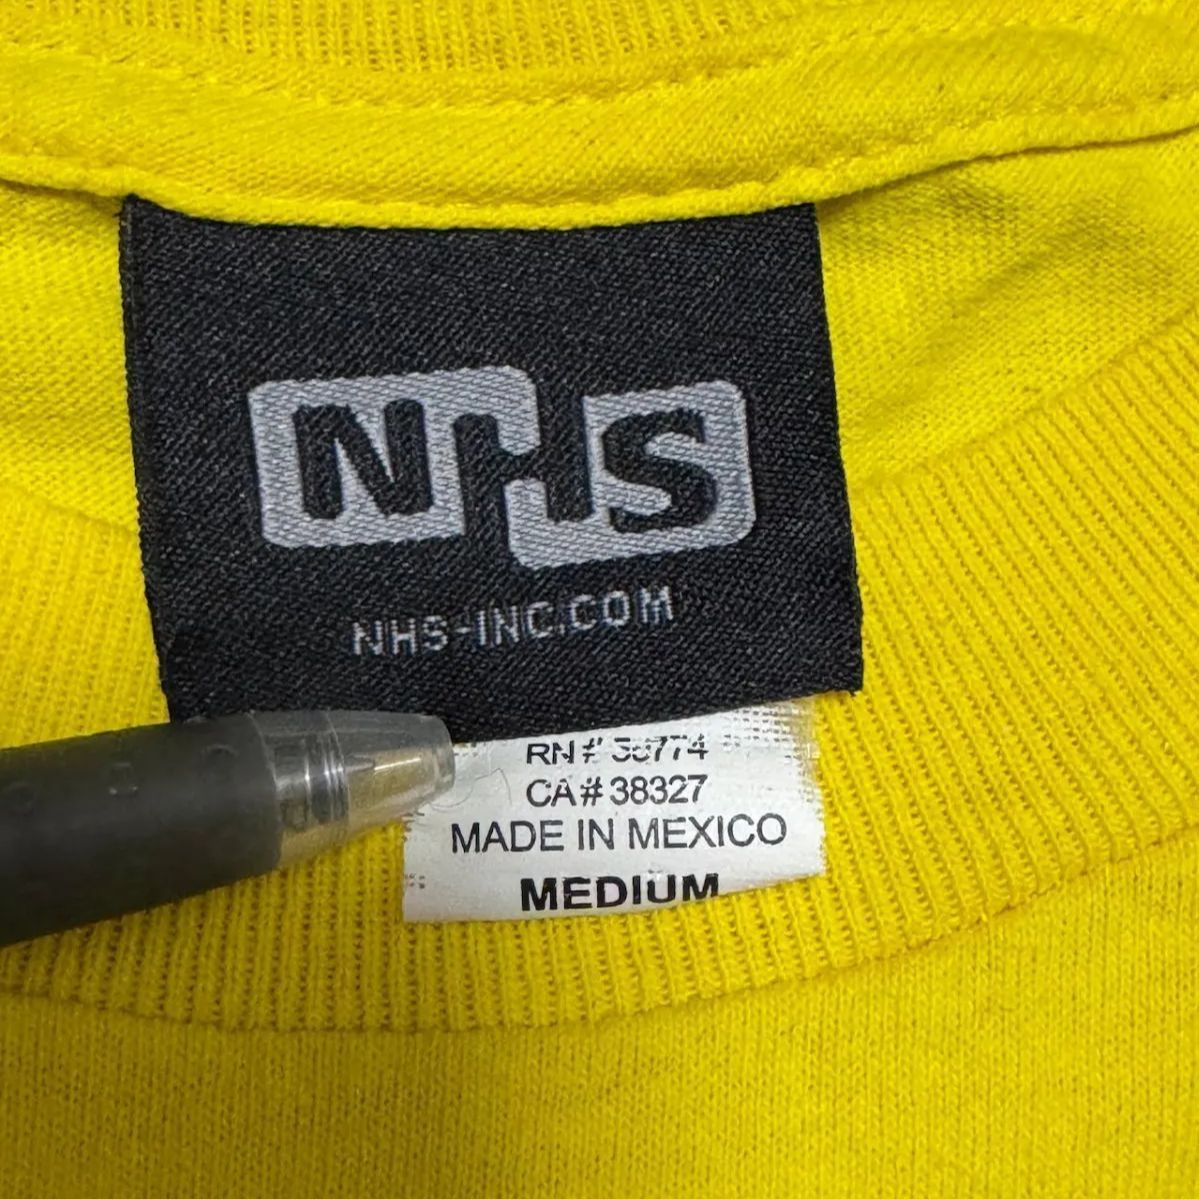 NHS
NHS-INC.COM
RN#
CA# 38327
MADE IN MEXICO
MEDIUM